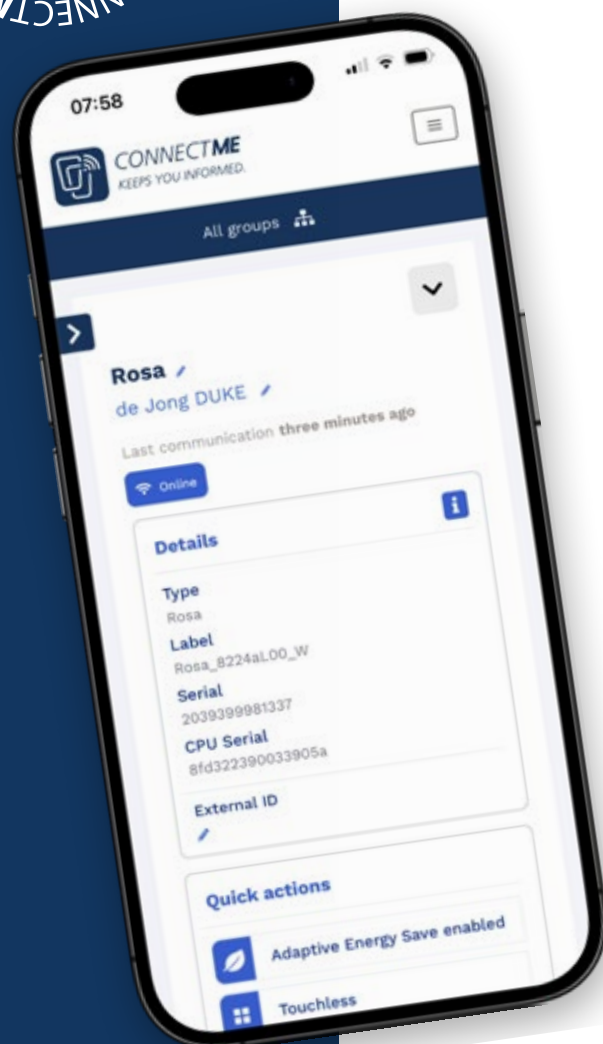 CONNECT
07:58
CONNECTME
KEEPS YOU INFORMED.
All groups
Rosa
de Jong DUKE
Last communication three minutes ago
Online
Details
Type
Rosa
Label
Rosa_8224aL00_W
Serial
2039399981337
CPU Serial
8fd322390033905a
External ID
Quick actions
Adaptive Energy Save enabled
Touchless